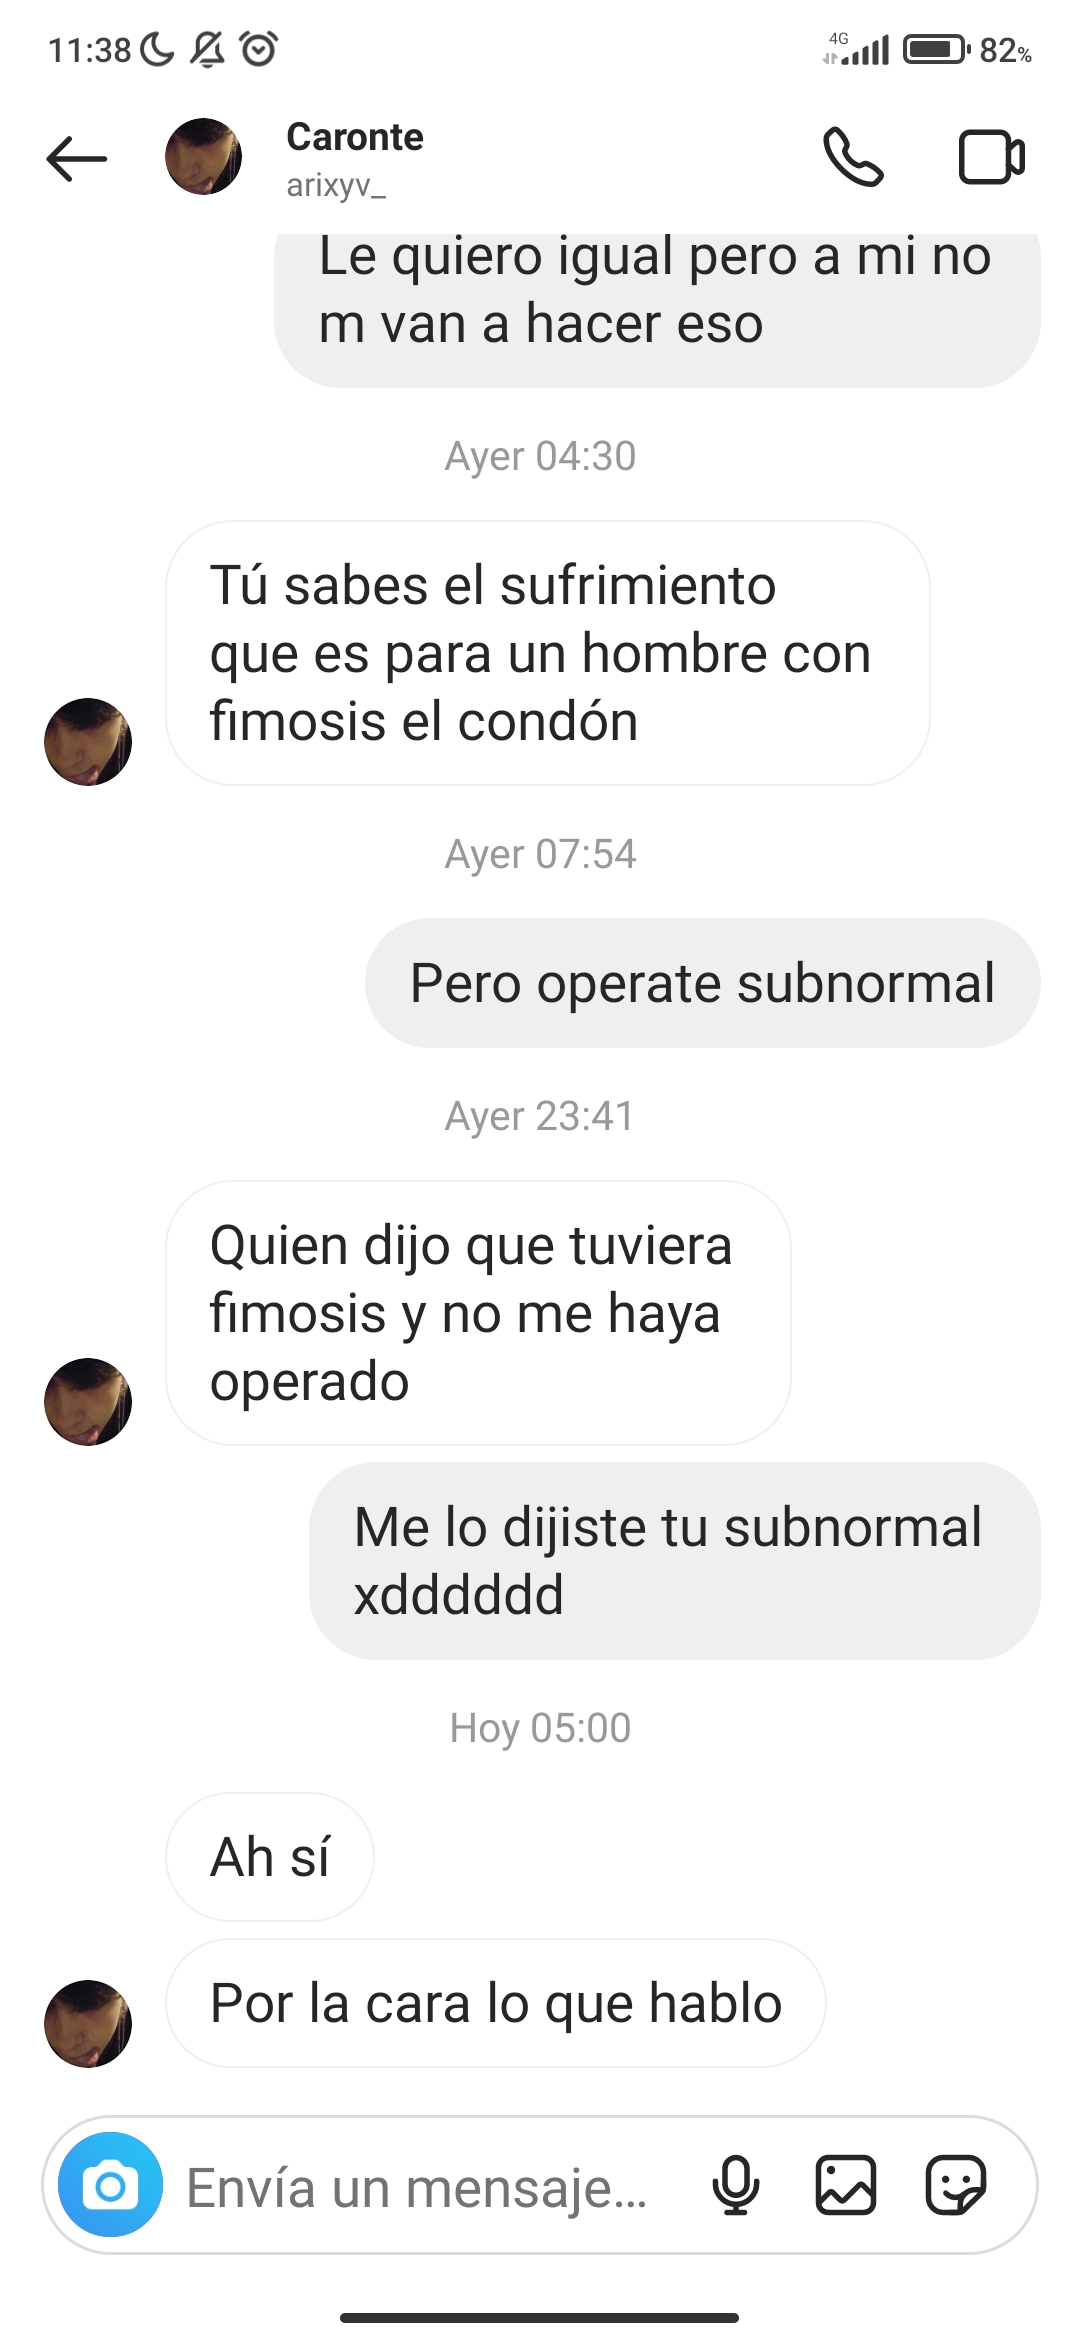 11:38
4G
82%
Caronte
arixyv_
Le quiero igual pero a mi no
m van a hacer eso
Ayer 04:30
Tú sabes el sufrimiento
que es para un hombre con
fimosis el condón
Ayer 07:54
Pero operate subnormal
Ayer 23:41
Quien dijo que tuviera
fimosis y no me haya
operado
Me lo dijiste tu subnormal
xdddddd
Hoy 05:00
Ah sí
Por la cara lo que hablo
Envía un mensaje...